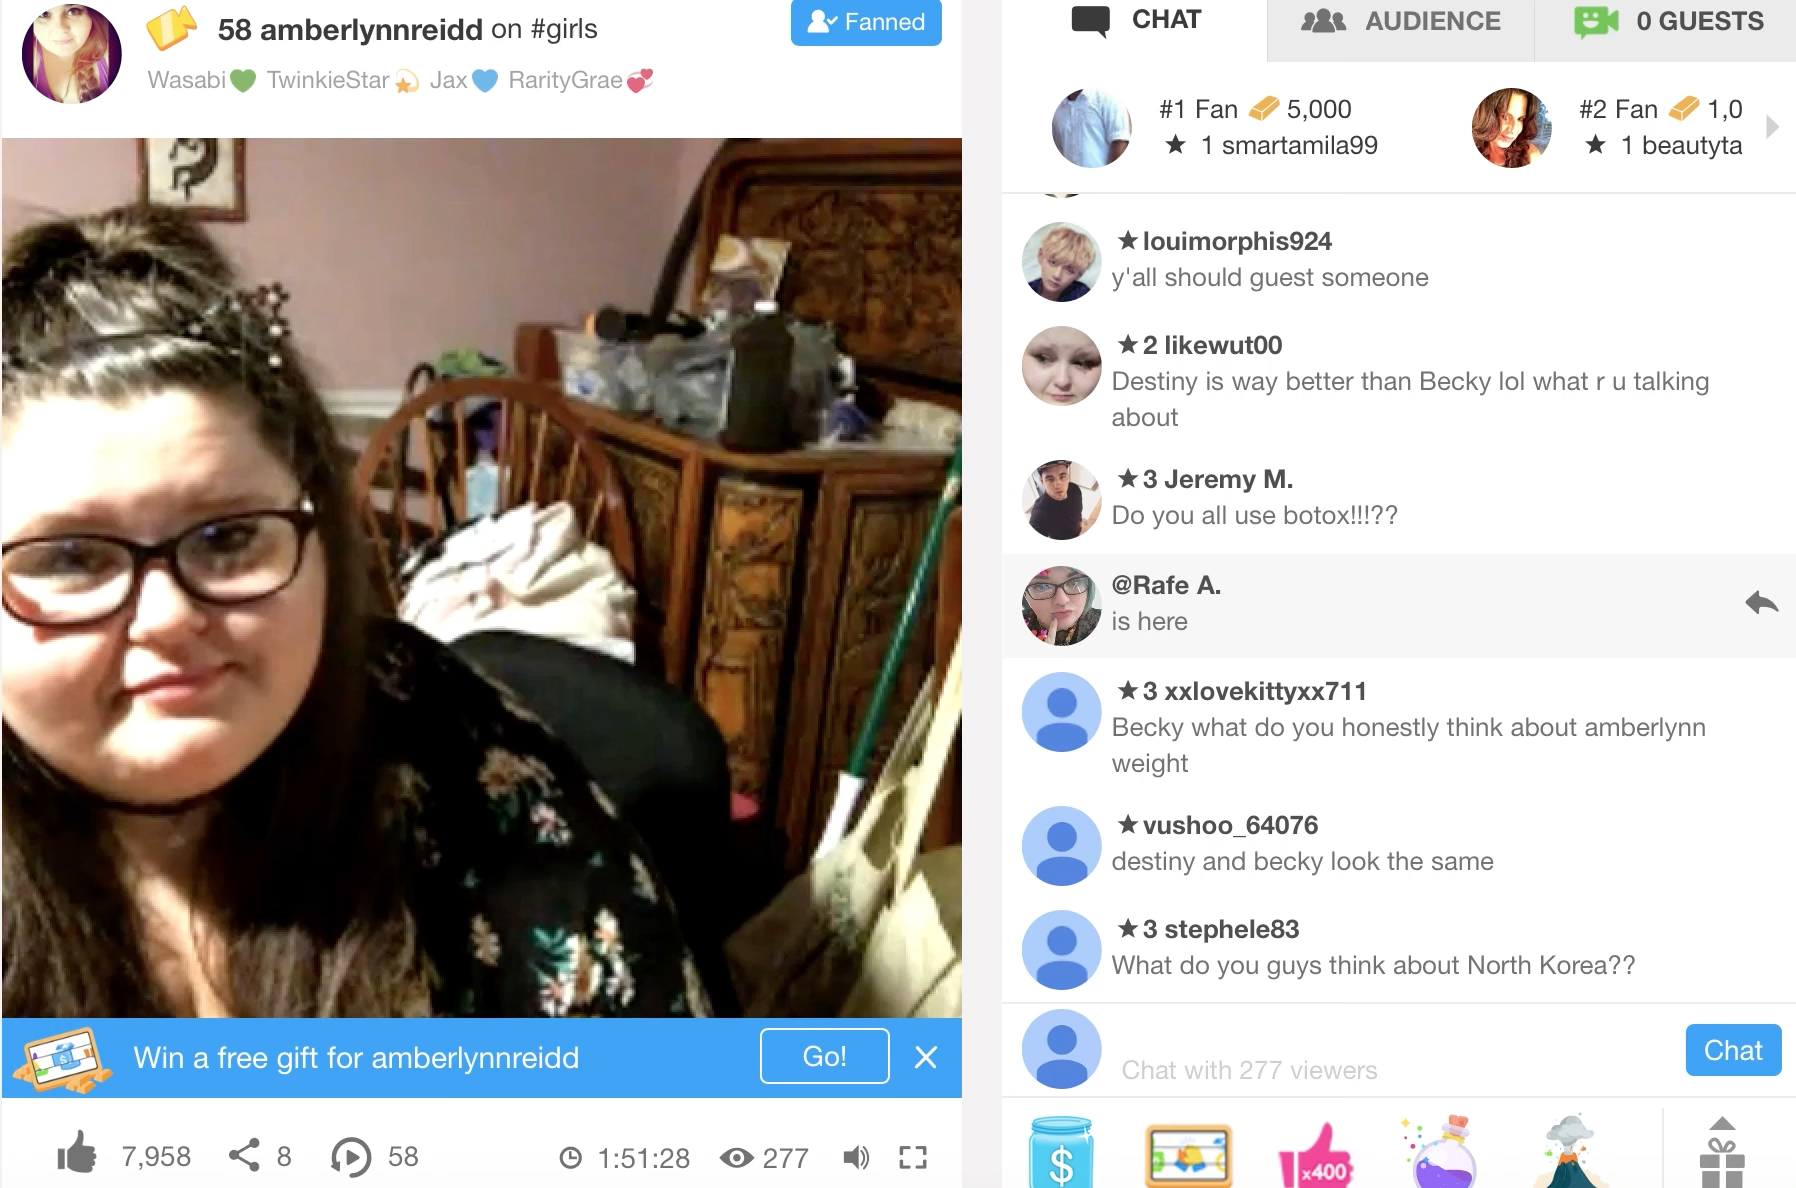 58 amberlynnreidd on #girls
Wasabi💚 TwinkieStar💫 Jax💙 RarityGrae💞
Fanned
Win a free gift for amberlynnreidd
Go!
7,958
8
58
1:51:28
277
CHAT
AUDIENCE
0 GUESTS
#1 Fan 5,000
★ 1 smartamila99
#2 Fan 1,0
★ 1 beautyta
★ louimorphis924
y'all should guest someone
★ 2 likewut00
Destiny is way better than Becky lol what r u talking
about
★ 3 Jeremy M.
Do you all use botox!!!??
@Rafe A.
is here
★ 3 xxlovekittyxx711
Becky what do you honestly think about amberlynn
weight
★ vushoo_64076
destiny and becky look the same
★ 3 stephele83
What do you guys think about North Korea??
Chat with 277 viewers
Chat
$
x400